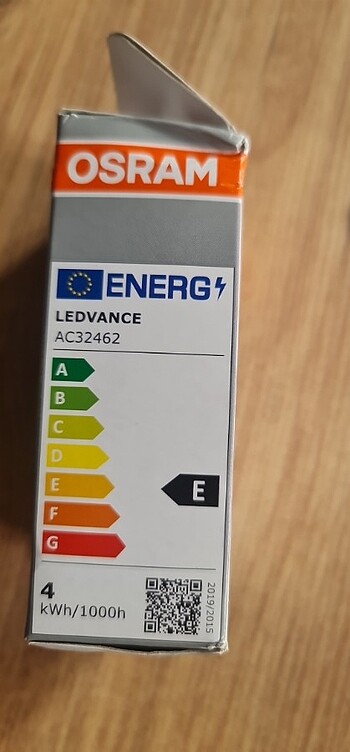 OSRAM
ENERG
LEDVANCE
AC32462
A
B
C
D
E
E
F
G
4
kWh/1000h
2019/2015